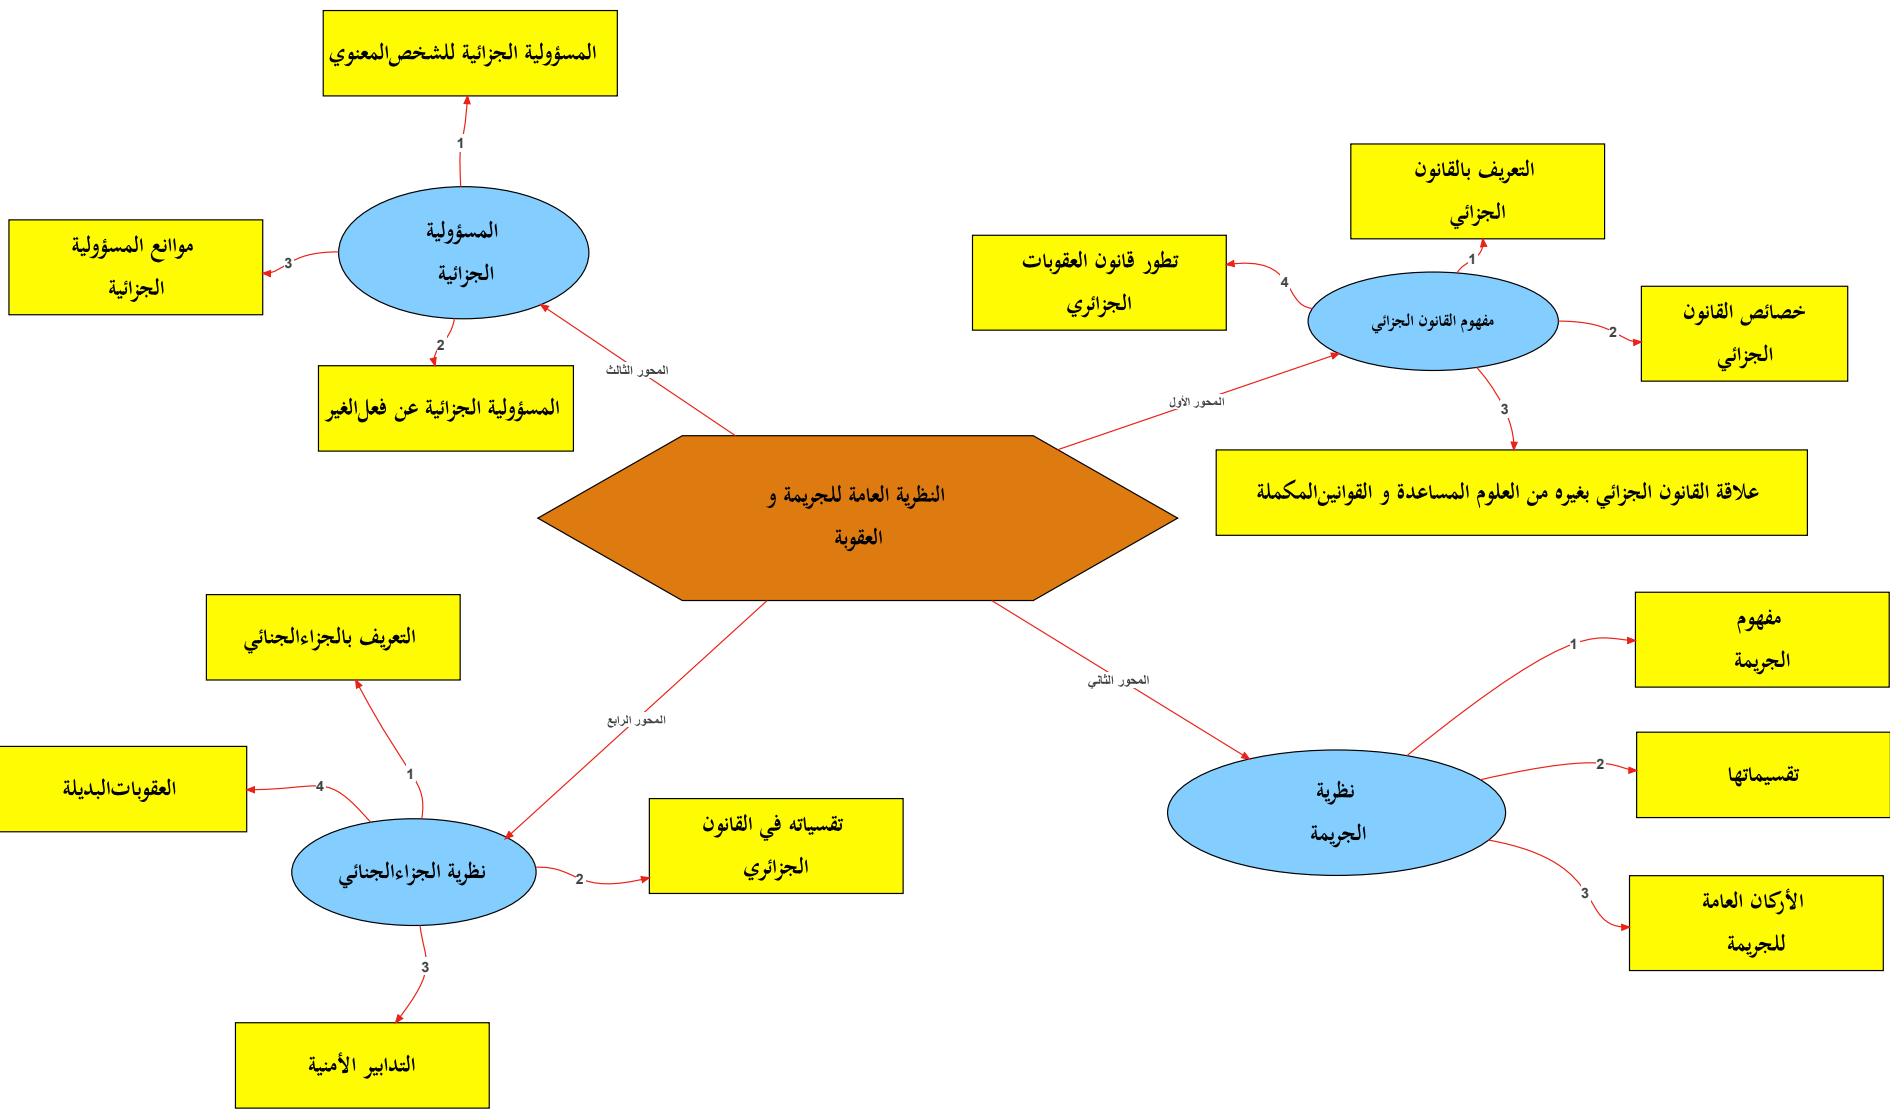 النظرية العامة للجريمة و
العقوبة
المحور الأول
مفهوم القانون الجزائي
1
التعريف بالقانون
الجزائي
2
خصائص القانون
الجزائي
3
علاقة القانون الجزائي بغيره من العلوم المساعدة و القوانين المكملة
4
تطور قانون العقوبات
الجزائري
المحور الثاني
نظرية
الجريمة
1
مفهوم
الجريمة
2
تقسيماتها
3
الأركان العامة
للجريمة
المحور الثالث
المسؤولية
الجزائية
1
المسؤولية الجزائية للشخص المعنوي
2
المسؤولية الجزائية عن فعل الغير
3
مواانع المسؤولية
الجزائية
المحور الرابع
نظرية الجزاء الجنائي
1
التعريف بالجزاء الجنائي
2
تقسياته في القانون
الجزائري
3
التدابير الأمنية
4
العقوبات البديلة